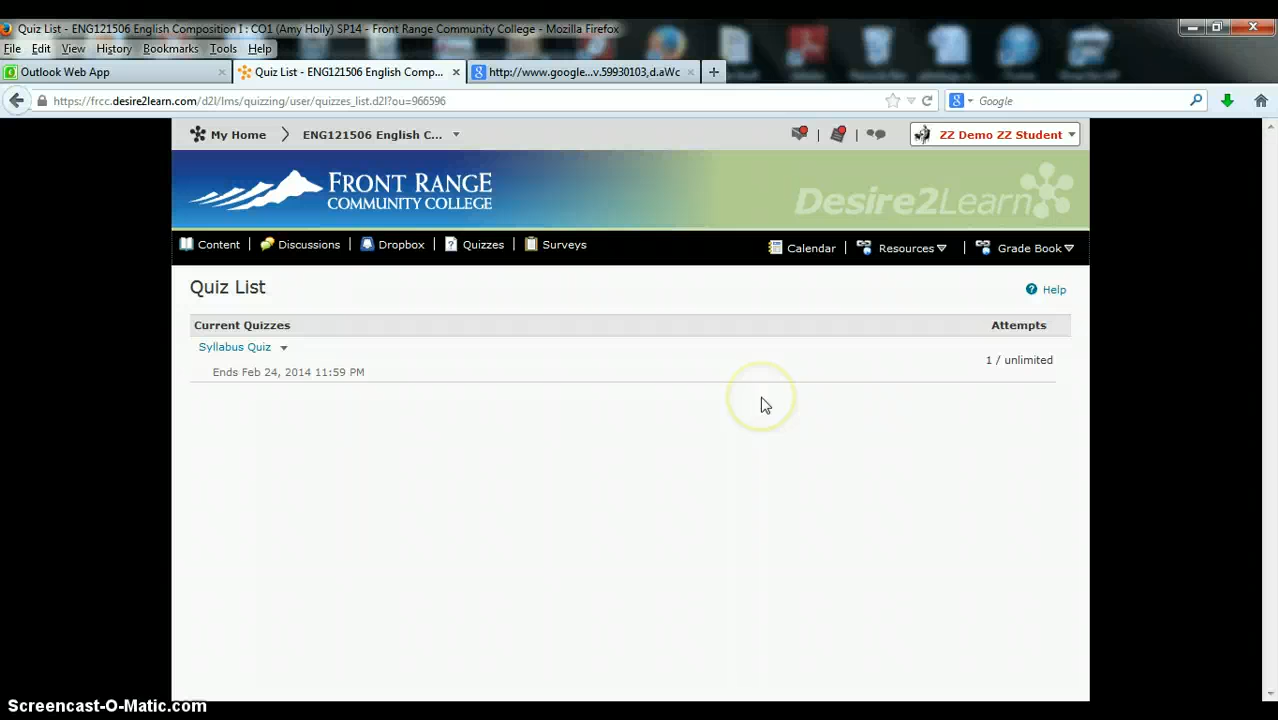 Quiz List - ENG121506 English Composition I : CO1 (Amy Holly) SP14 - Front Range Community College - Mozilla Firefox
File Edit View History Bookmarks Tools Help
Outlook Web App
Quiz List - ENG121506 English Comp...
http://www.google...v.59930103,d.aWc
https://frcc.desire2learn.com/d2l/lms/quizzing/user/quizzes_list.d2l?ou=966596
Google
My Home
ENG121506 English C...
ZZ Demo ZZ Student
FRONT RANGE
COMMUNITY COLLEGE
Desire2Learn
Content | Discussions | Dropbox | Quizzes | Surveys
Calendar | Resources | Grade Book
Quiz List
Help
Current Quizzes
Attempts
Syllabus Quiz
1 / unlimited
Ends Feb 24, 2014 11:59 PM
Screencast-O-Matic.com